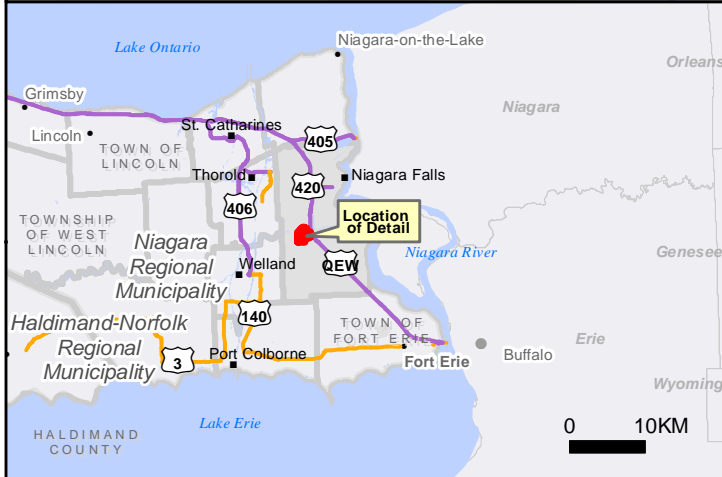 Lake Ontario
Niagara-on-the-Lake
Orleans
Grimsby
Niagara
Lincoln
St. Catharines
405
TOWN OF
LINCOLN
Thorold
420
Niagara Falls
406
Location
of Detail
TOWNSHIP
OF WEST
LINCOLN
Niagara
Regional
Municipality
Niagara River
Genesee
Welland
QEW
140
Haldimand-Norfolk
Regional
Municipality
TOWN OF
FORT ERIE
Erie
3
Port Colborne
Fort Erie
Buffalo
Wyoming
Lake Erie
HALDIMAND
COUNTY
0 10KM